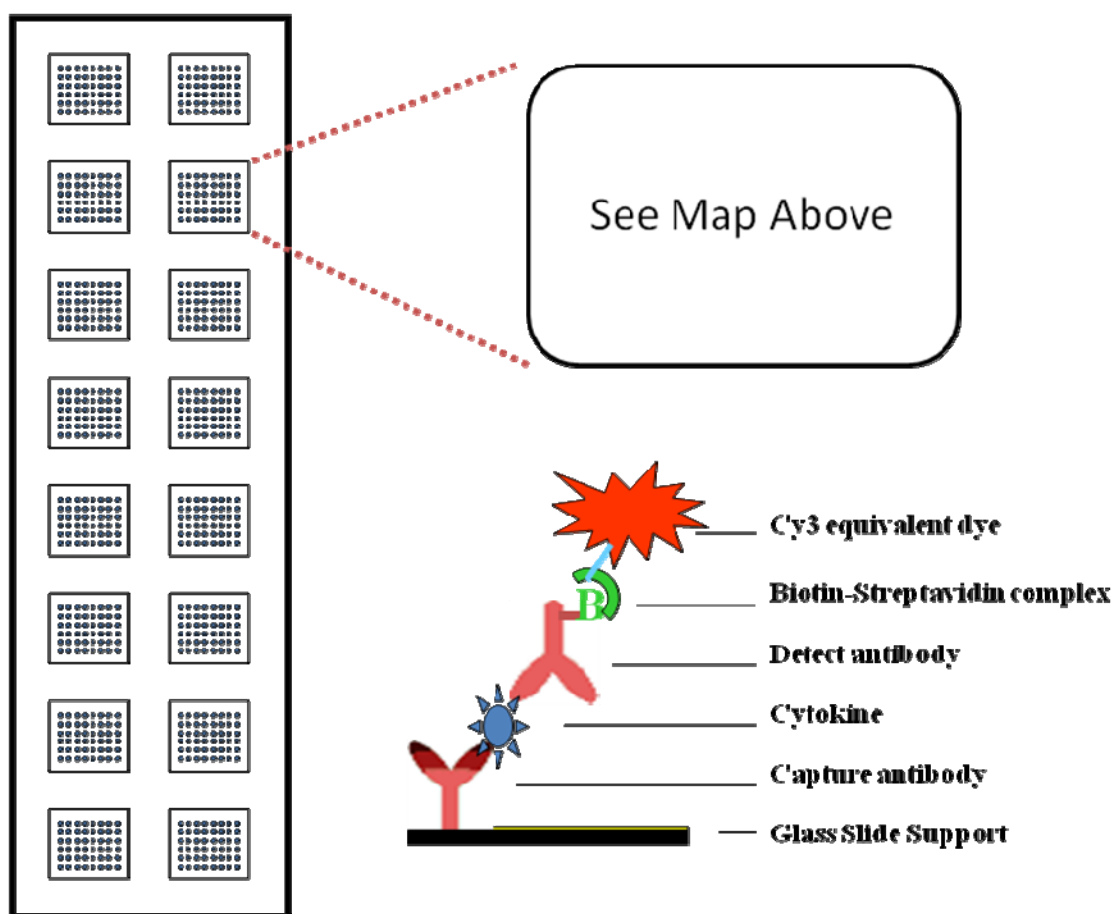 See Map Above
Cy3 equivalent dye
B
Biotin-Streptavidin complex
Detect antibody
Cytokine
Capture antibody
Glass Slide Support